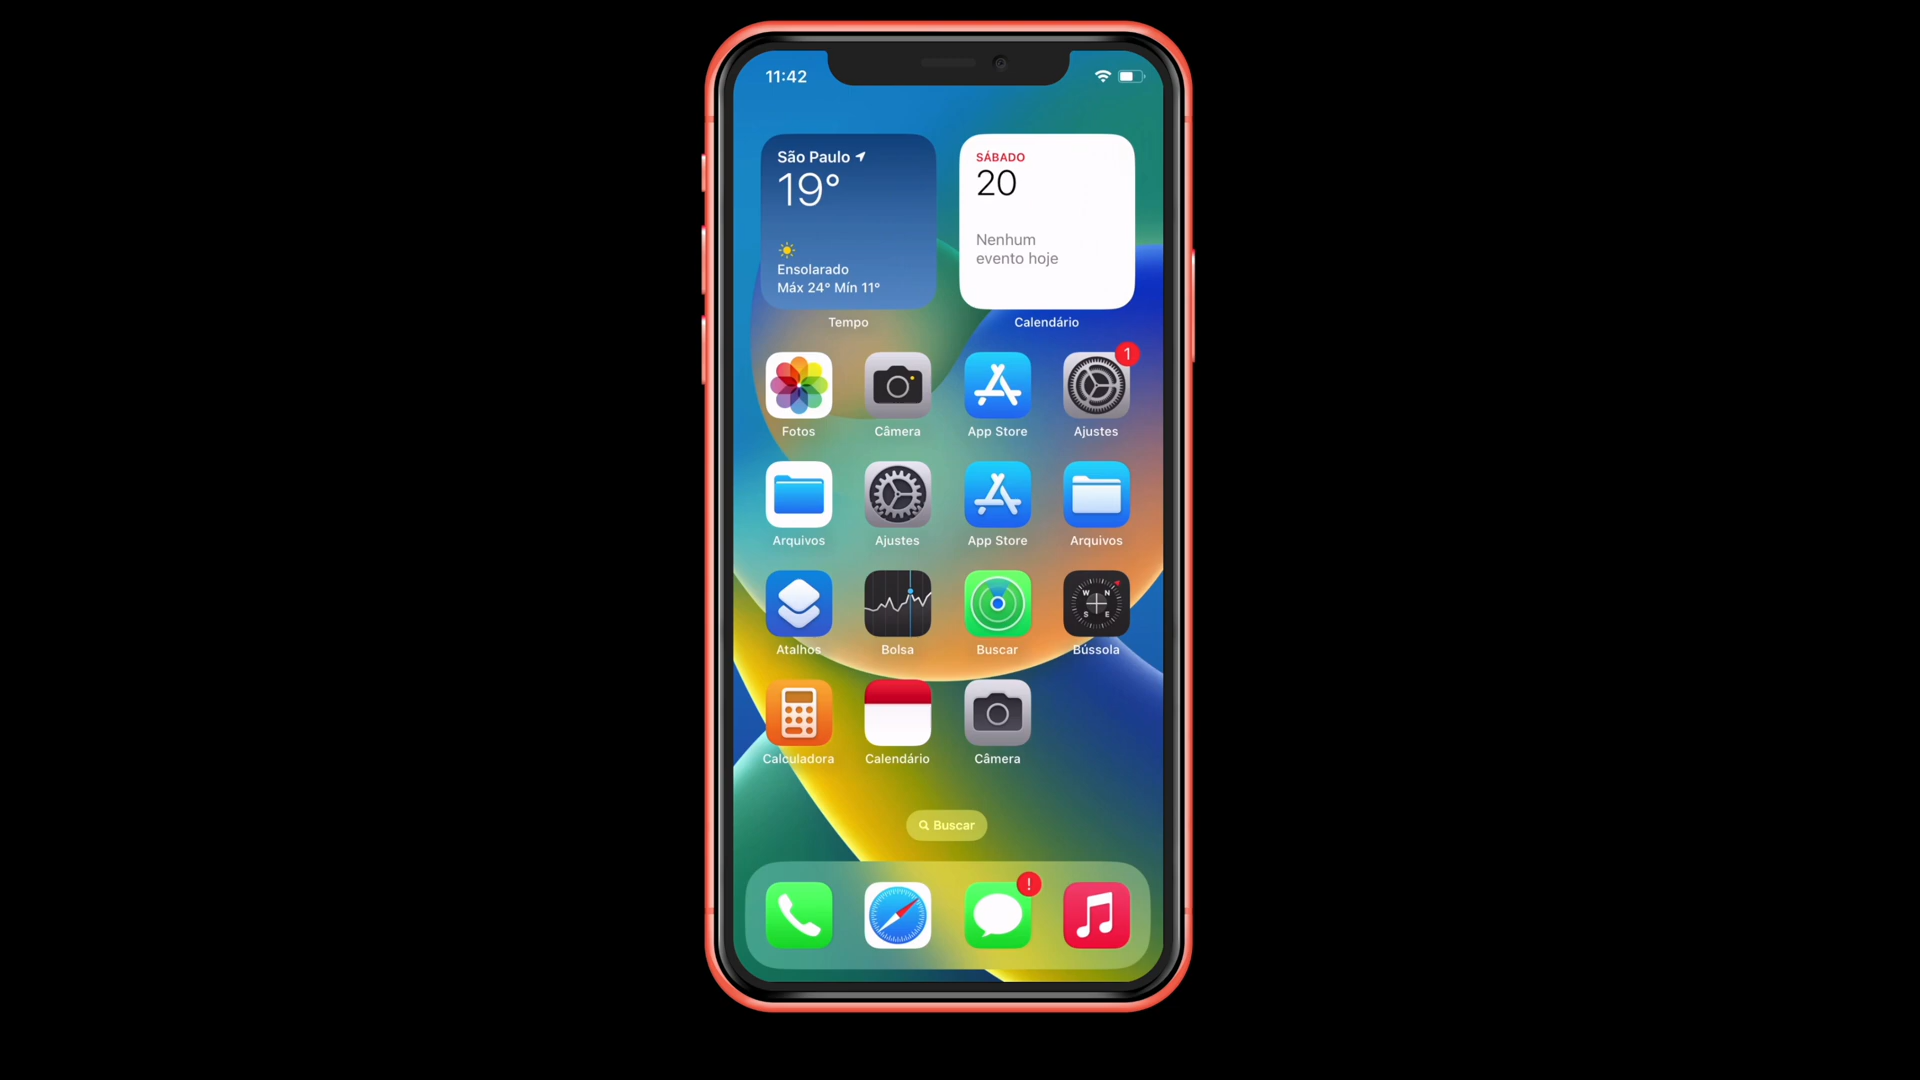 11:42
São Paulo
19°
Ensolarado
Máx 24° Mín 11°
Tempo
SÁBADO
20
Nenhum
evento hoje
Calendário
1
Fotos
Câmera
App Store
Ajustes
Arquivos
Ajustes
App Store
Arquivos
W N
S E
Atalhos
Bolsa
Buscar
Bússola
Calculadora
Calendário
Câmera
Buscar
!